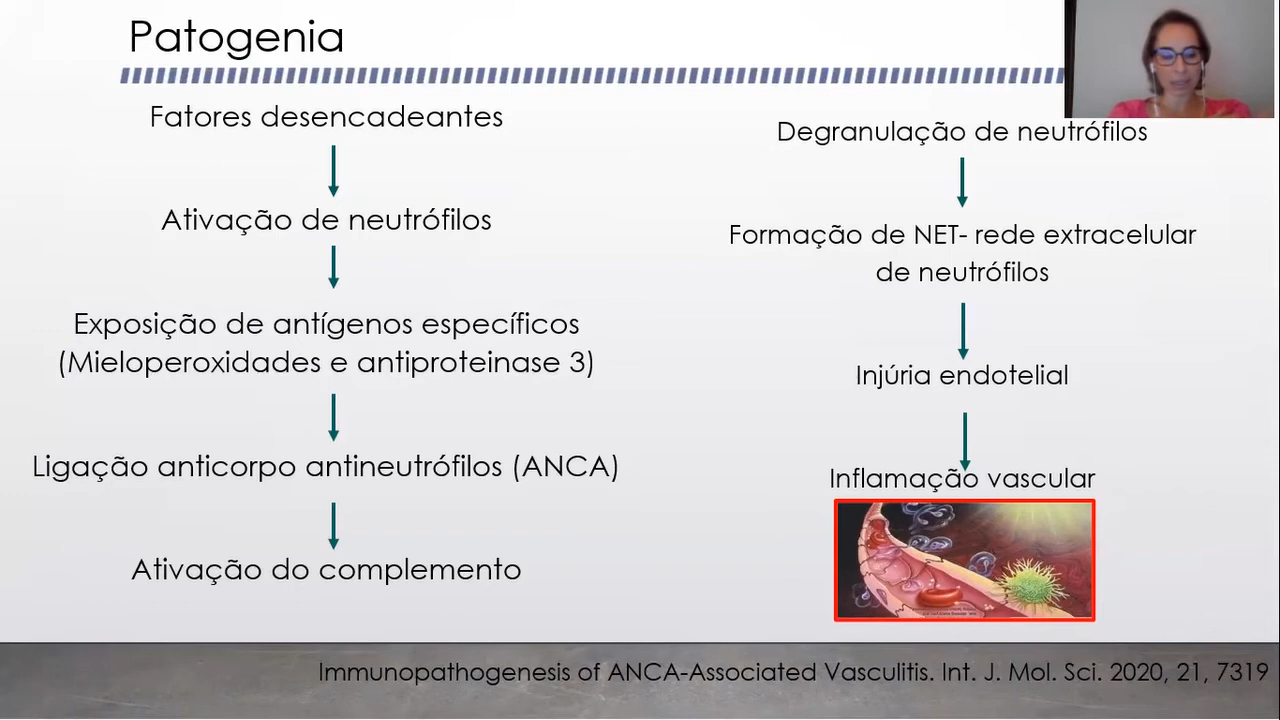 Patogenia
Fatores desencadeantes
Ativação de neutrófilos
Exposição de antígenos específicos
(Mieloperoxidades e antiproteinase 3)
Ligação anticorpo antineutrófilos (ANCA)
Ativação do complemento
Degranulação de neutrófilos
Formação de NET- rede extracelular
de neutrófilos
Injúria endotelial
Inflamação vascular
Immunopathogenesis of ANCA-Associated Vasculitis. Int. J. Mol. Sci. 2020, 21, 7319